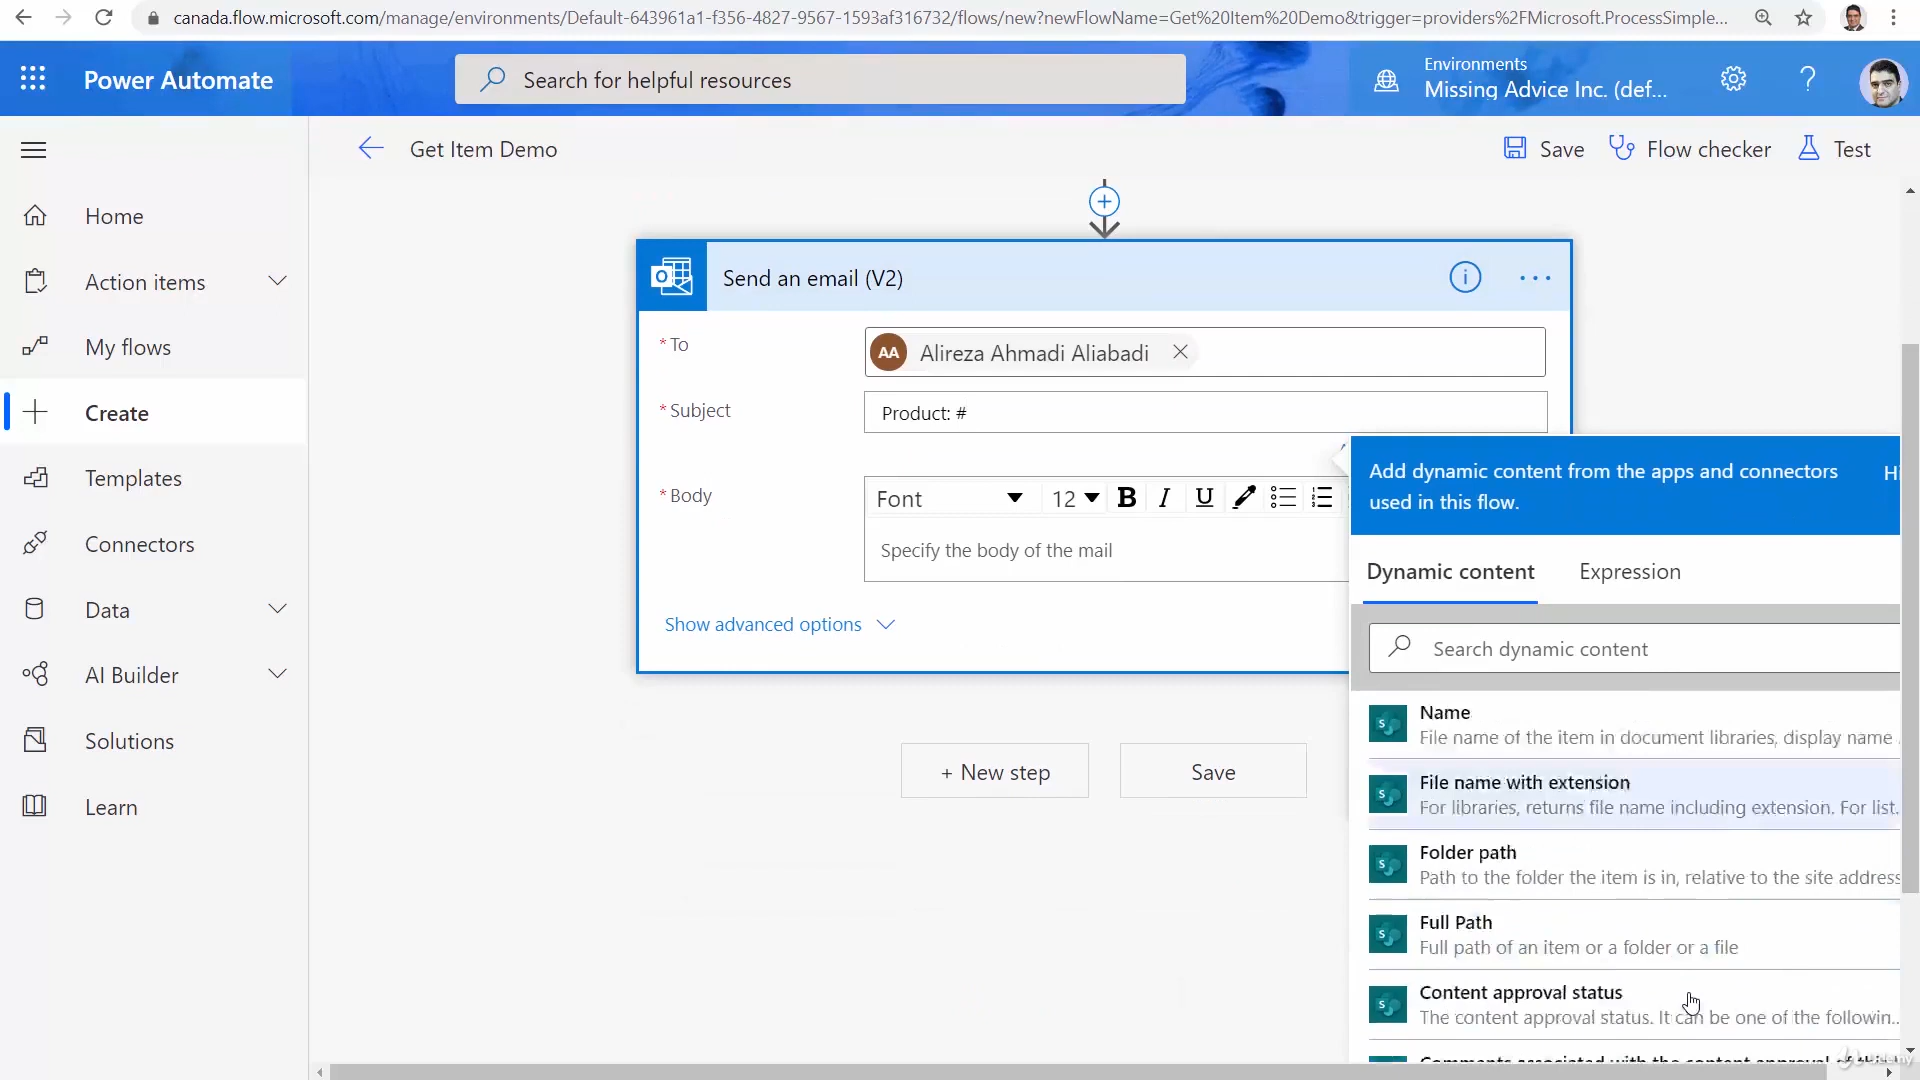 canada.flow.microsoft.com/manage/environments/Default-643961a1-f356-4827-9567-1593af316732/flows/new?newFlowName=Get%20Item%20Demo&trigger=providers%2FMicrosoft.ProcessSimple...
Power Automate
Search for helpful resources
Environments
Missing Advice Inc. (def...
?
Get Item Demo
Save
Flow checker
Test
Home
Action items
My flows
Create
Templates
Connectors
Data
AI Builder
Solutions
Learn
Send an email (V2)
* To
AA Alireza Ahmadi Aliabadi
* Subject
Product: #
* Body
Font
12
B I U
Specify the body of the mail
Show advanced options
+ New step
Save
Add dynamic content from the apps and connectors
used in this flow.
Dynamic content
Expression
Search dynamic content
Name
File name of the item in document libraries, display name
File name with extension
For libraries, returns file name including extension. For list.
Folder path
Path to the folder the item is in, relative to the site address
Full Path
Full path of an item or a folder or a file
Content approval status
The content approval status. It can be one of the followin..
Comments associated with the content approval of this